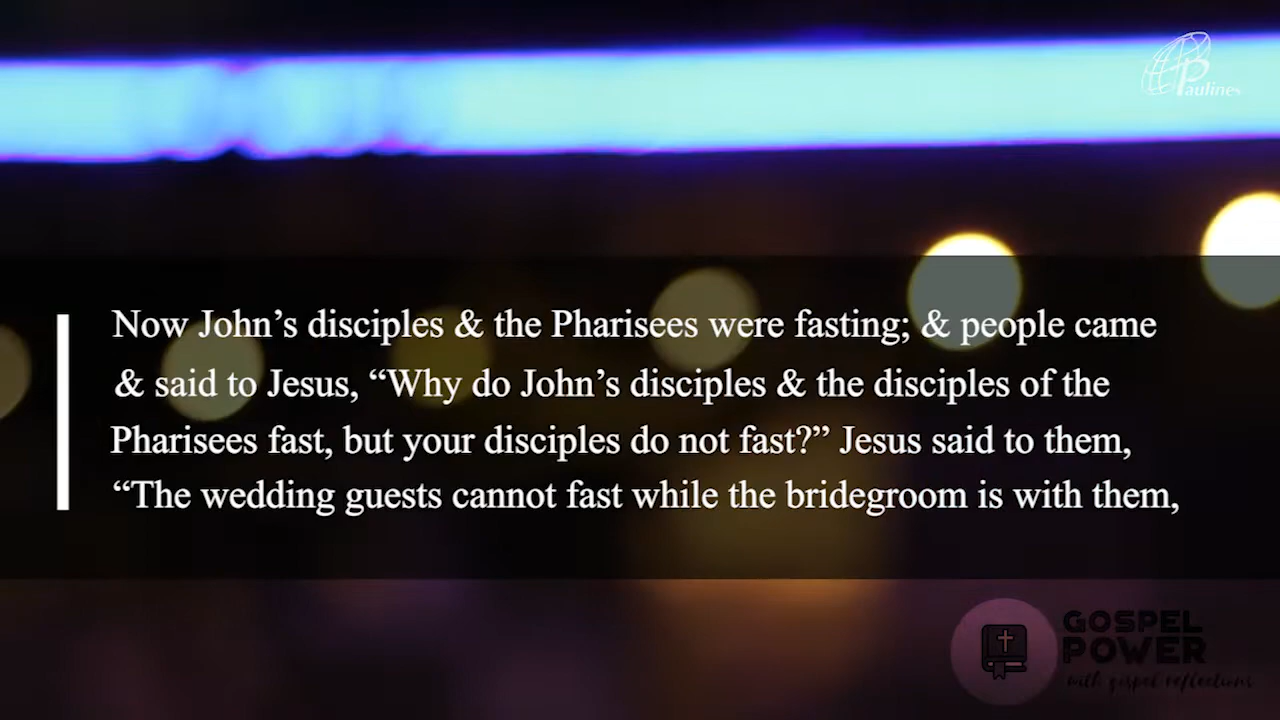 Paulines
Now John’s disciples & the Pharisees were fasting; & people came
& said to Jesus, “Why do John’s disciples & the disciples of the
Pharisees fast, but your disciples do not fast?” Jesus said to them,
“The wedding guests cannot fast while the bridegroom is with them,
GOSPEL
POWER
with gospel reflections